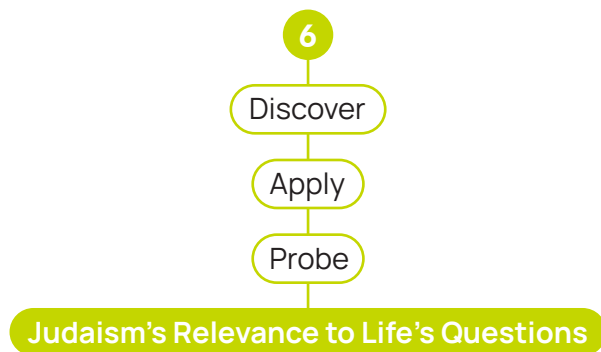 6
Discover
Apply
Probe
Judaism's Relevance to Life's Questions